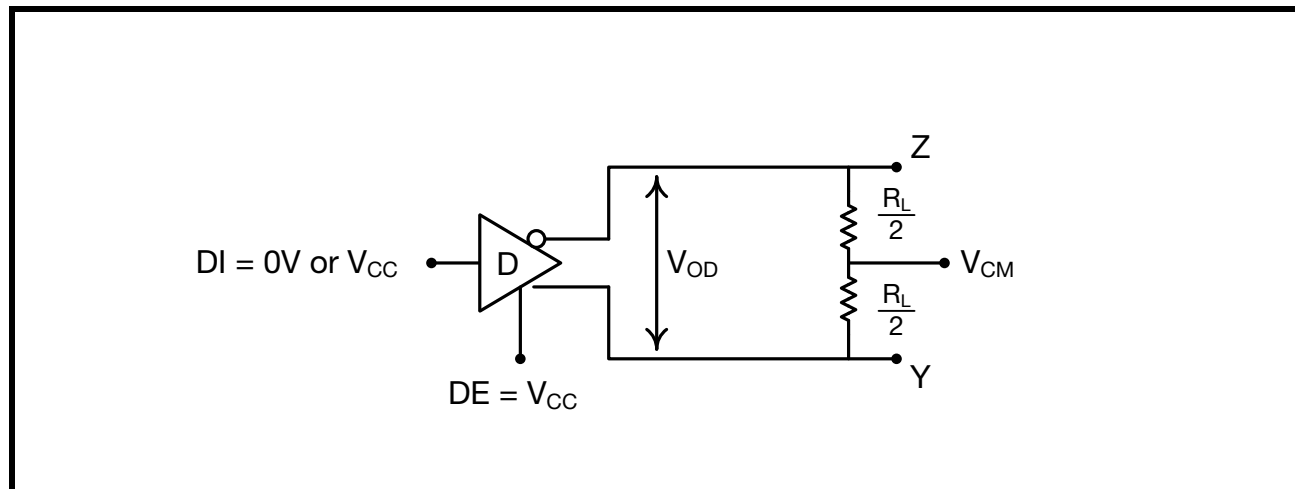 Z
R_L
2
DI = 0V or V_CC
D
V_OD
V_CM
R_L
2
Y
DE = V_CC